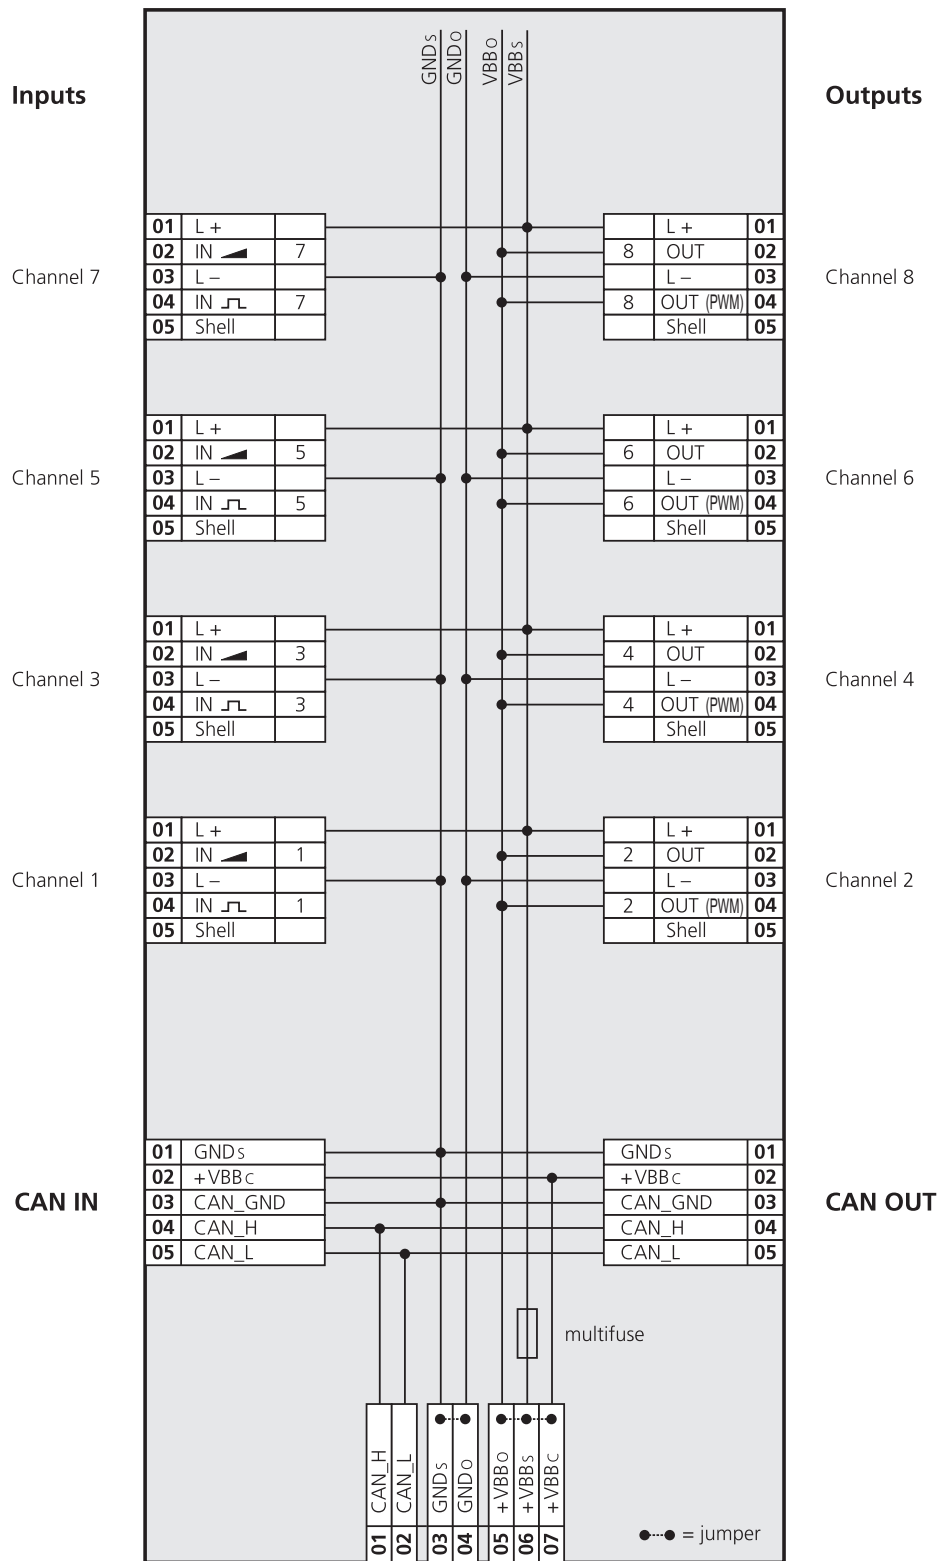 GNDS
GNDO
VBBO
VBBS
Inputs
Outputs
Channel 7
01 L +
02 IN 7
03 L –
04 IN 7
05 Shell
L + 01
8 OUT 02
L – 03
8 OUT (PWM) 04
Shell 05
Channel 8
Channel 5
01 L +
02 IN 5
03 L –
04 IN 5
05 Shell
L + 01
6 OUT 02
L – 03
6 OUT (PWM) 04
Shell 05
Channel 6
Channel 3
01 L +
02 IN 3
03 L –
04 IN 3
05 Shell
L + 01
4 OUT 02
L – 03
4 OUT (PWM) 04
Shell 05
Channel 4
Channel 1
01 L +
02 IN 1
03 L –
04 IN 1
05 Shell
L + 01
2 OUT 02
L – 03
2 OUT (PWM) 04
Shell 05
Channel 2
CAN IN
01 GNDS
02 +VBBC
03 CAN_GND
04 CAN_H
05 CAN_L
GNDS 01
+VBBC 02
CAN_GND 03
CAN_H 04
CAN_L 05
CAN OUT
multifuse
01 CAN_H
02 CAN_L
03 GNDS
04 GNDO
05 +VBBO
06 +VBBS
07 +VBBC
= jumper